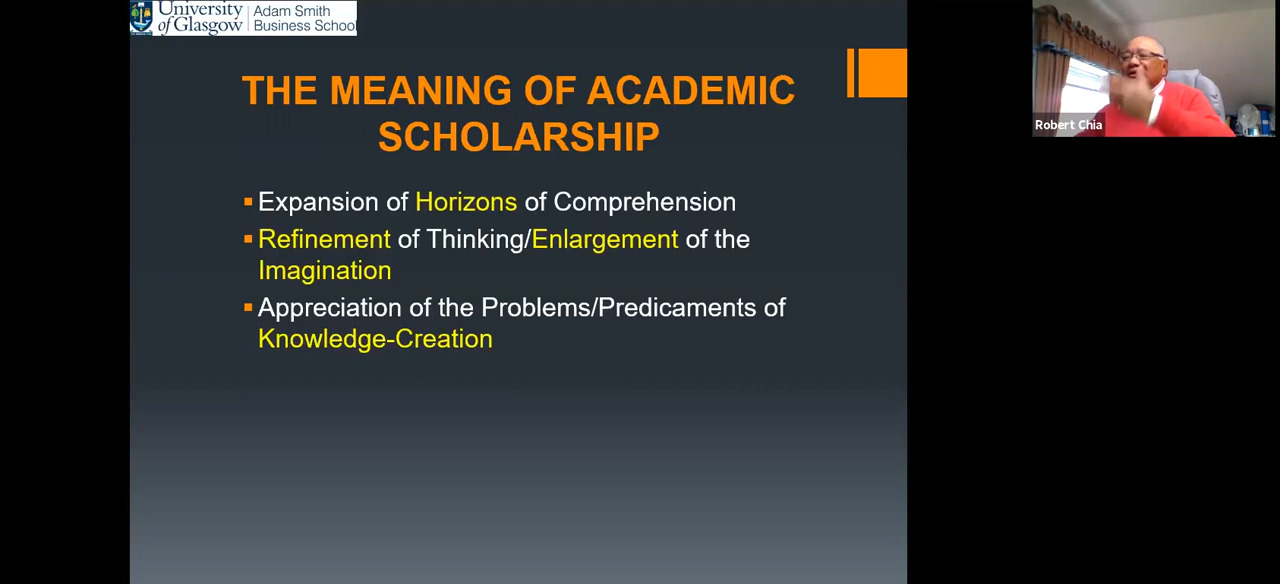 University of Glasgow
Adam Smith Business School
THE MEANING OF ACADEMIC
SCHOLARSHIP
Expansion of Horizons of Comprehension
Refinement of Thinking/Enlargement of the
Imagination
Appreciation of the Problems/Predicaments of
Knowledge-Creation
Robert Chia